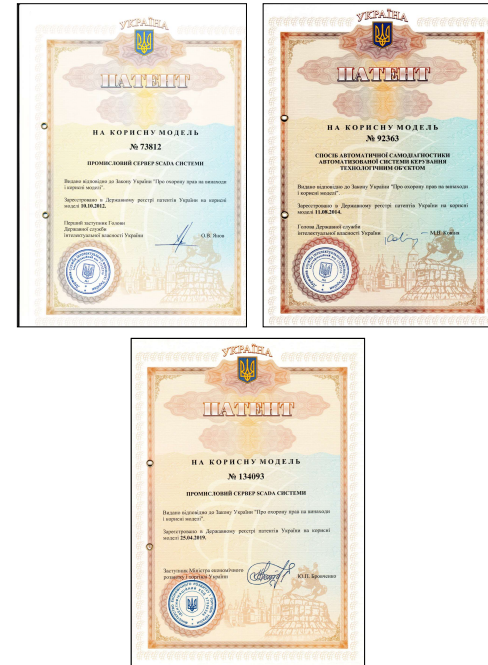 УКРАЇНА
ПАТЕНТ
НА КОРИСНУ МОДЕЛЬ
№ 73812
ПРОМИСЛОВИЙ СЕРВЕР SCADA СИСТЕМИ
Видано відповідно до Закону України "Про охорону прав на винаходи
і корисні моделі".
Зареєстровано в Державному реєстрі патентів України на корисні
моделі 10.10.2012.
Перший заступник Голови
Державної служби
інтелектуальної власності України
О.В. Янов
УКРАЇНА
ПАТЕНТ
НА КОРИСНУ МОДЕЛЬ
№ 92363
СПОСІБ АВТОМАТИЧНОЇ САМОДІАГНОСТИКИ
АВТОМАТИЗОВАНОЇ СИСТЕМИ КЕРУВАННЯ
ТЕХНОЛОГІЧНИМ ОБ'ЄКТОМ
Видано відповідно до Закону України "Про охорону прав на винаходи
і корисні моделі".
Зареєстровано в Державному реєстрі патентів України на корисні
моделі 11.08.2014.
Голова Державної служби
інтелектуальної власності України
УКРАЇНА
ПАТЕНТ
НА КОРИСНУ МОДЕЛЬ
№ 134093
ПРОМИСЛОВИЙ СЕРВЕР SCADA СИСТЕМИ
Видано відповідно до Закону України "Про охорону прав на винаходи
і корисні моделі".
Зареєстровано в Державному реєстрі патентів України на корисні
моделі 25.04.2019.
Заступник Міністра економічного
розвитку і торгівлі України
Ю.П. Бровченко